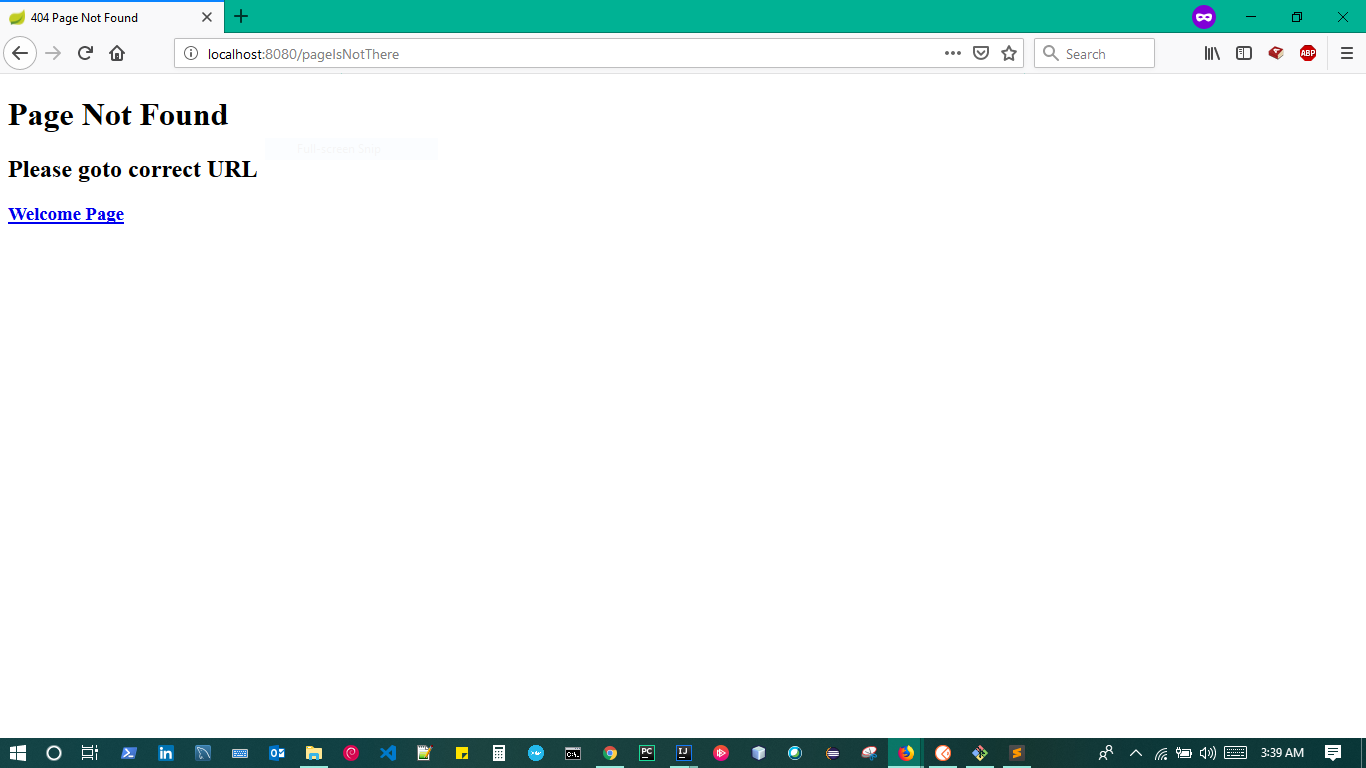 404 Page Not Found
localhost:8080/pageIsNotThere
Search
ABP
Page Not Found
Full-screen Snip
Please goto correct URL
Welcome Page
3:39 AM